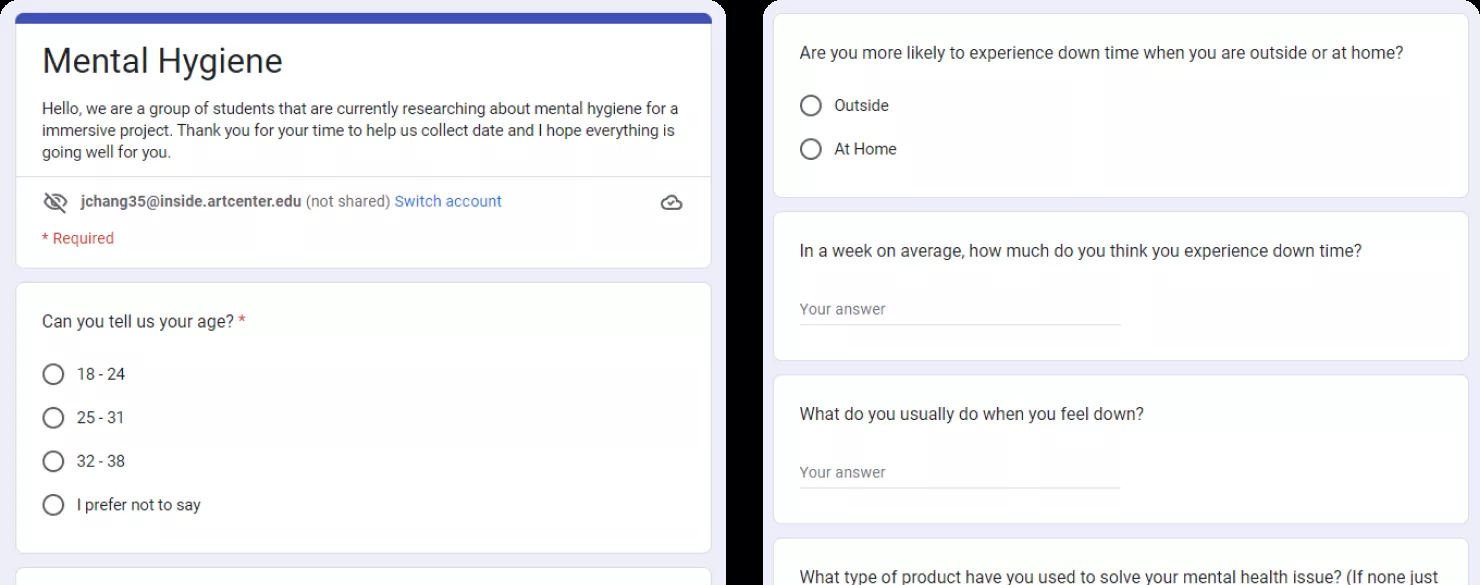 Mental Hygiene
Hello, we are a group of students that are currently researching about mental hygiene for a
immersive project. Thank you for your time to help us collect date and I hope everything is
going well for you.
jchang35@inside.artcenter.edu (not shared) Switch account
* Required
Can you tell us your age? *
18 - 24
25 - 31
32 - 38
I prefer not to say
Are you more likely to experience down time when you are outside or at home?
Outside
At Home
In a week on average, how much do you think you experience down time?
Your answer
What do you usually do when you feel down?
Your answer
What type of product have you used to solve your mental health issue? (If none just